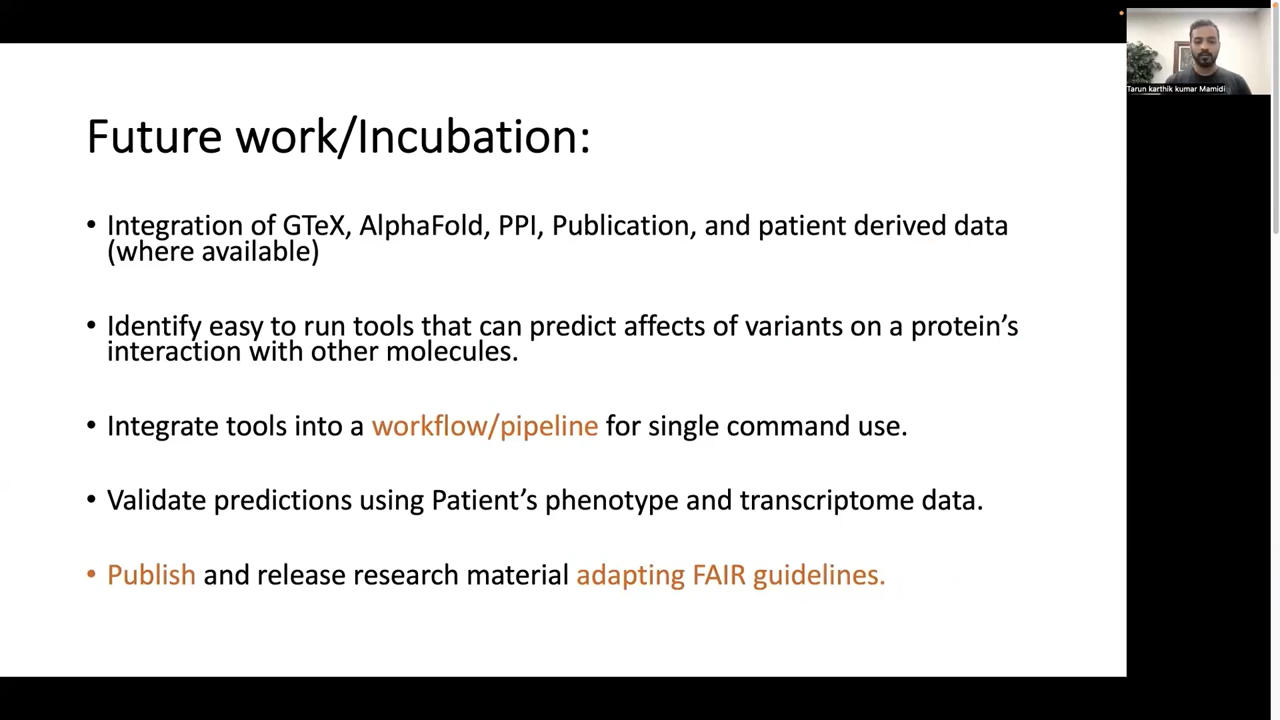 Tarun karthik kumar Mamidi
Future work/Incubation:
• Integration of GTeX, AlphaFold, PPI, Publication, and patient derived data
(where available)
• Identify easy to run tools that can predict affects of variants on a protein’s
interaction with other molecules.
• Integrate tools into a workflow/pipeline for single command use.
• Validate predictions using Patient’s phenotype and transcriptome data.
• Publish and release research material adapting FAIR guidelines.